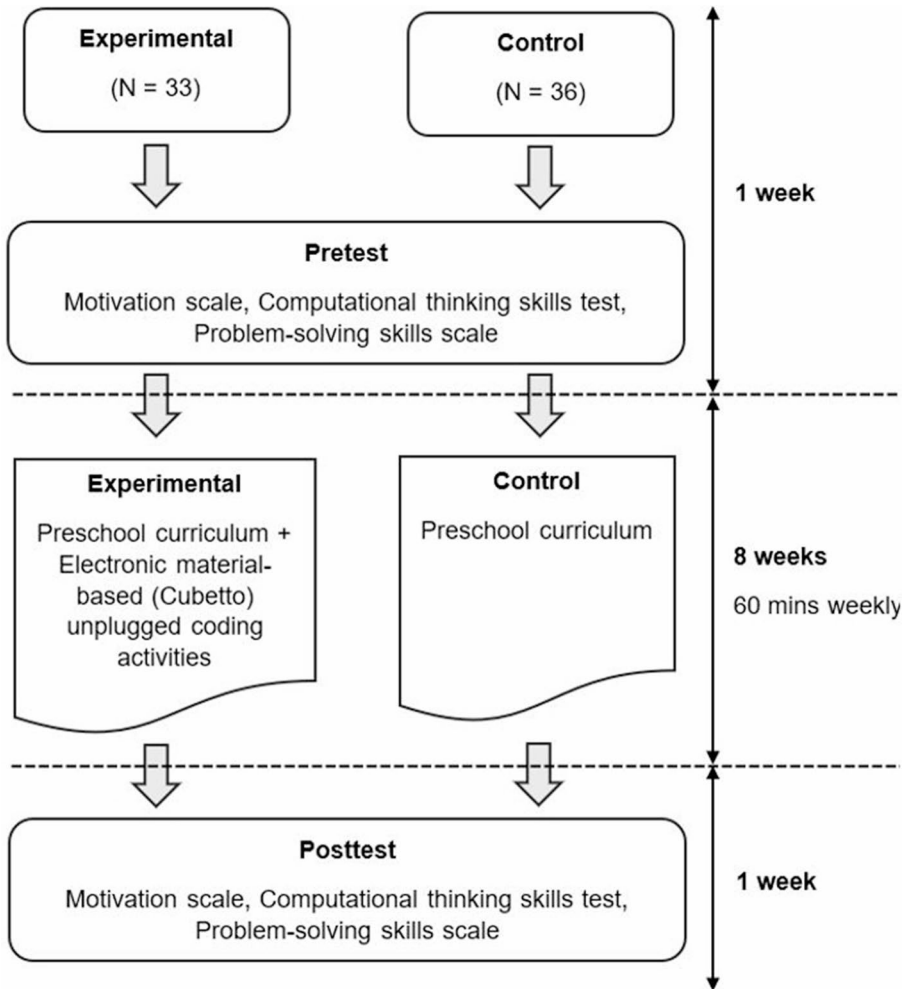 Experimental
(N = 33)
Control
(N = 36)
1 week
Pretest
Motivation scale, Computational thinking skills test,
Problem-solving skills scale
Experimental
Preschool curriculum +
Electronic material-
based (Cubetto)
unplugged coding
activities
Control
Preschool curriculum
8 weeks
60 mins weekly
Posttest
Motivation scale, Computational thinking skills test,
Problem-solving skills scale
1 week